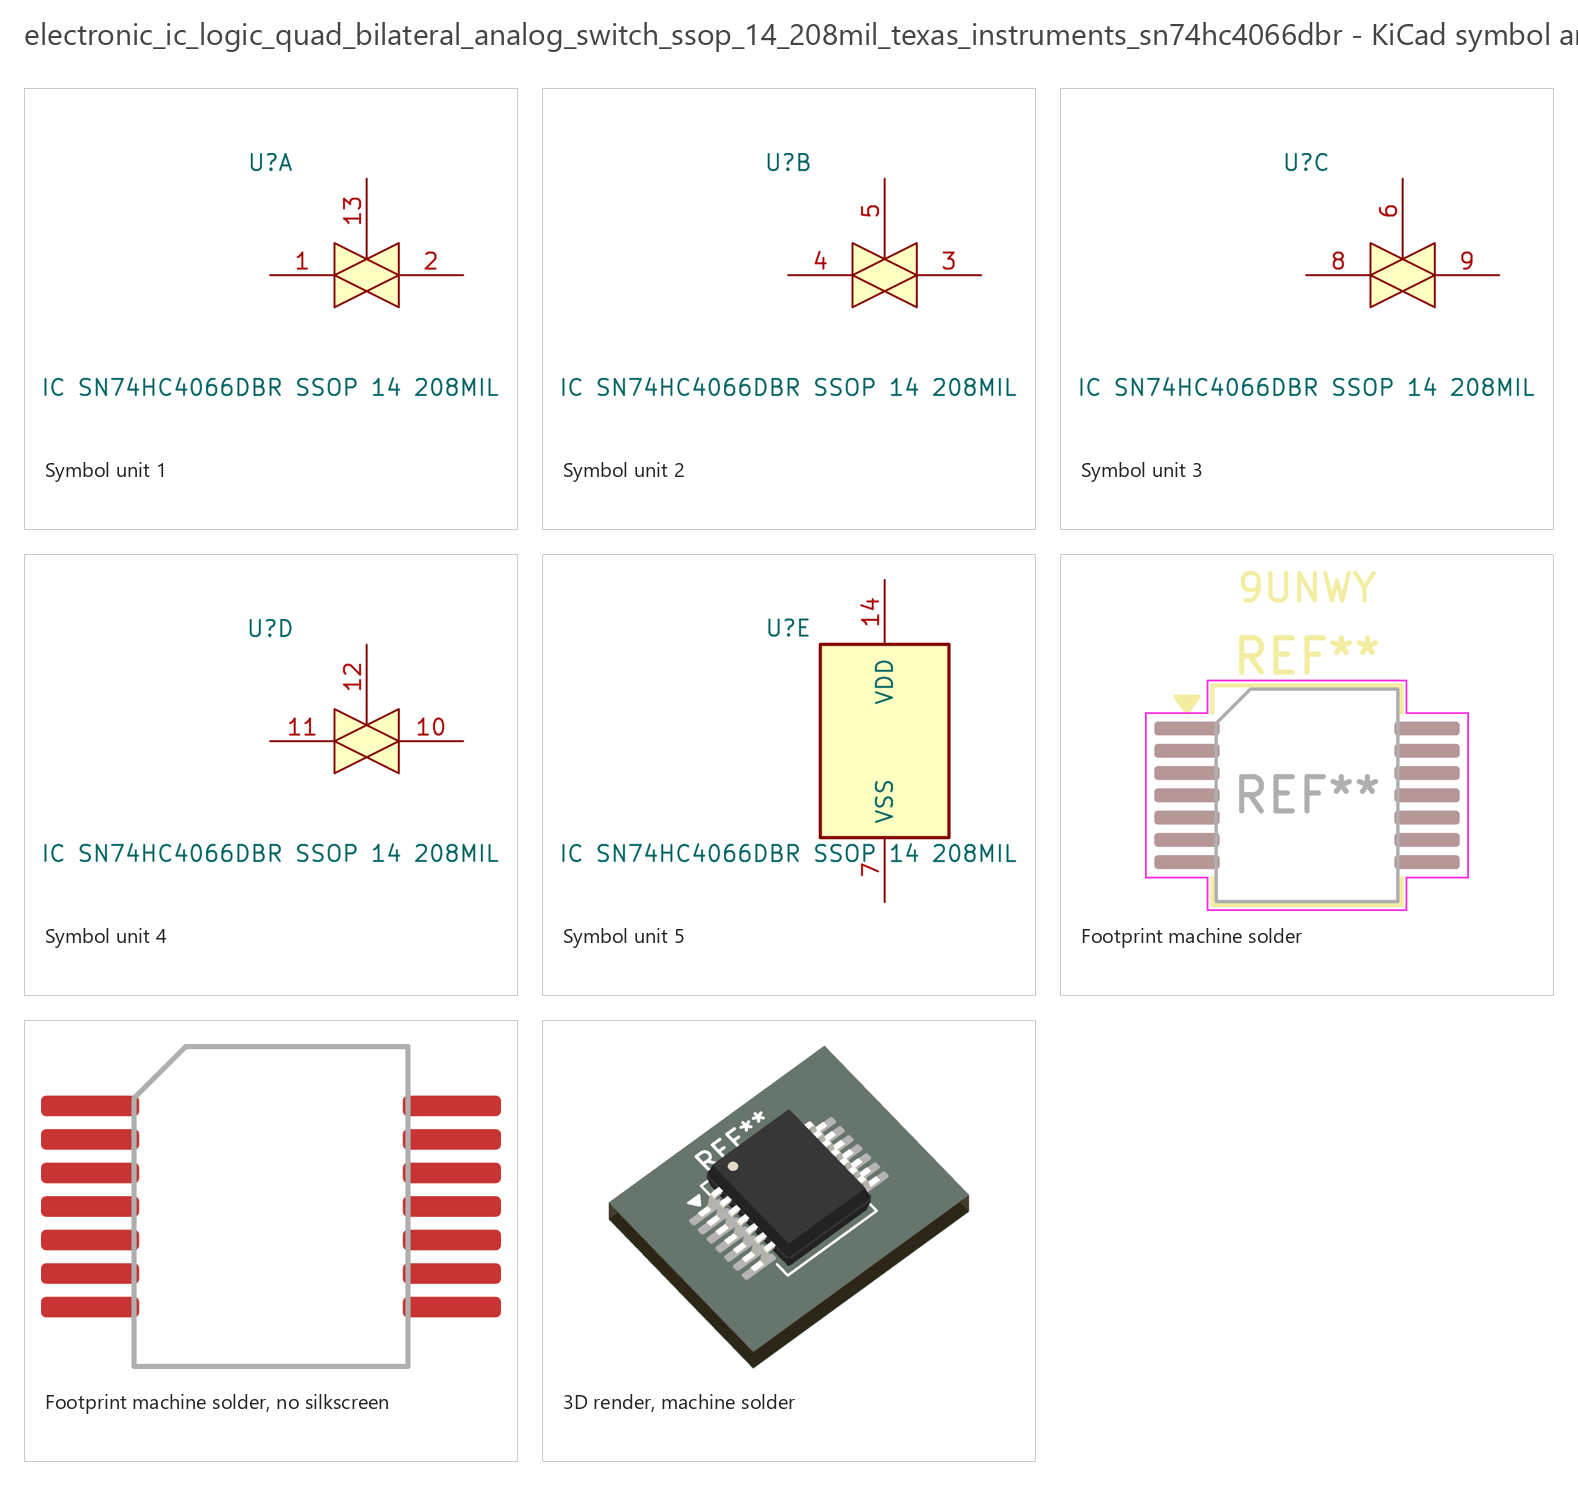 electronic_ic_logic_quad_bilateral_analog_switch_ssop_14_208mil_texas_instruments_sn74hc4066dbr - KiCad symbol
U?A
13
1
2
IC SN74HC4066DBR SSOP 14 208MIL
Symbol unit 1
U?B
5
4
3
IC SN74HC4066DBR SSOP 14 208MIL
Symbol unit 2
U?C
6
8
9
IC SN74HC4066DBR SSOP 14 208MIL
Symbol unit 3
U?D
12
11
10
IC SN74HC4066DBR SSOP 14 208MIL
Symbol unit 4
U?E
14
VDD
VSS
IC SN74HC4066DBR SSOP 14 208MIL
7
Symbol unit 5
9UNWY
REF**
REF**
Footprint machine solder
Footprint machine solder, no silkscreen
REF**
3D render, machine solder